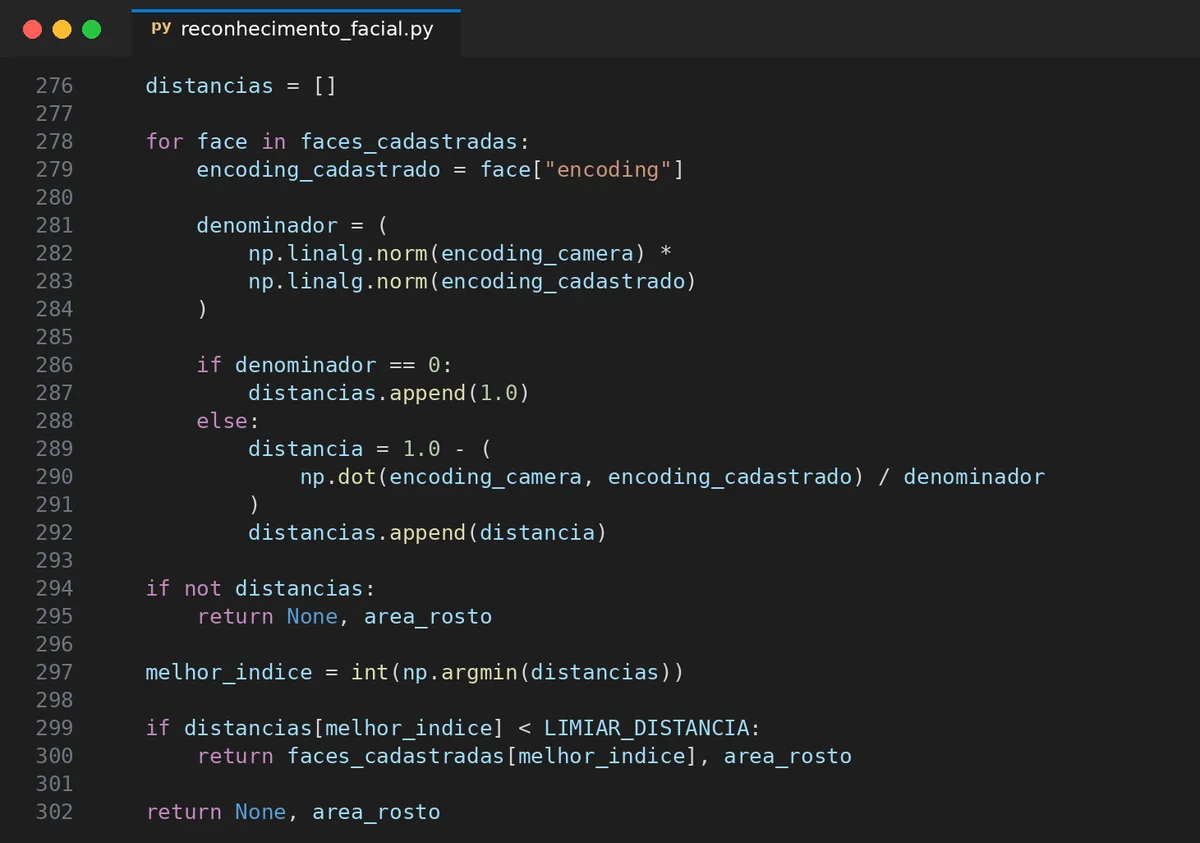 py reconhecimento_facial.py
276 distancias = []
277
278 for face in faces_cadastradas:
279     encoding_cadastrado = face["encoding"]
280
281     denominador = (
282         np.linalg.norm(encoding_camera) *
283         np.linalg.norm(encoding_cadastrado)
284     )
285
286     if denominador == 0:
287         distancias.append(1.0)
288     else:
289         distancia = 1.0 - (
290             np.dot(encoding_camera, encoding_cadastrado) / denominador
291         )
292         distancias.append(distancia)
293
294 if not distancias:
295     return None, area_rosto
296
297 melhor_indice = int(np.argmin(distancias))
298
299 if distancias[melhor_indice] < LIMIAR_DISTANCIA:
300     return faces_cadastradas[melhor_indice], area_rosto
301
302 return None, area_rosto